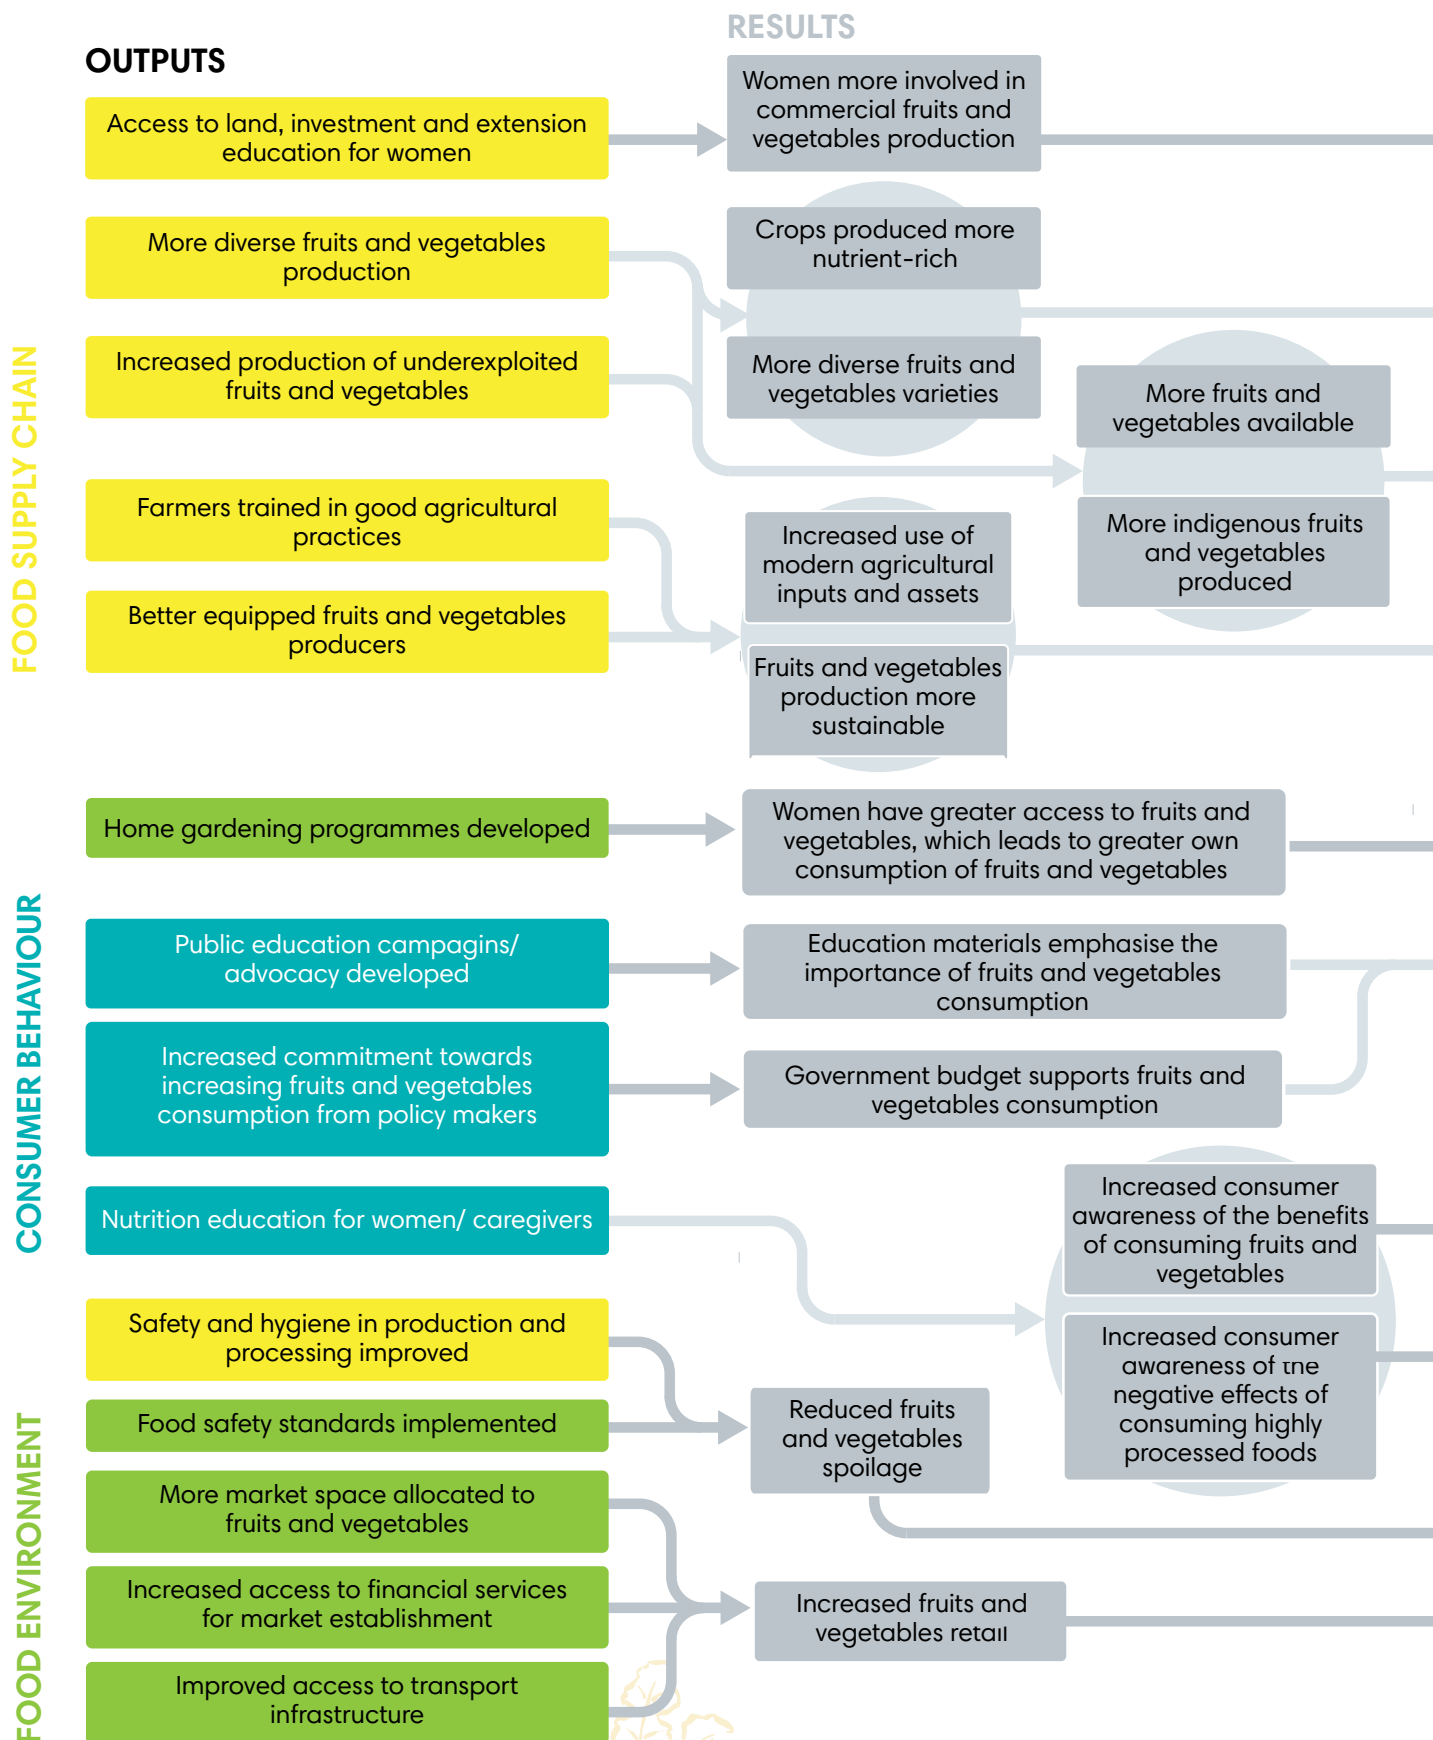 RESULTS
OUTPUTS
Women more involved in
commercial fruits and
vegetables production
Access to land, investment and extension
education for women
More diverse fruits and vegetables
production
Crops produced more
nutrient-rich
Increased production of underexploited
fruits and vegetables
More diverse fruits and
vegetables varieties
More fruits and
vegetables available
FOOD SUPPLY CHAIN
Farmers trained in good agricultural
practices
Increased use of
modern agricultural
inputs and assets
More indigenous fruits
and vegetables
produced
Better equipped fruits and vegetables
producers
Fruits and vegetables
production more
sustainable
Home gardening programmes developed
Women have greater access to fruits and
vegetables, which leads to greater own
consumption of fruits and vegetables
CONSUMER BEHAVIOUR
Public education campagins/
advocacy developed
Education materials emphasise the
importance of fruits and vegetables
consumption
Increased commitment towards
increasing fruits and vegetables
consumption from policy makers
Government budget supports fruits and
vegetables consumption
Nutrition education for women/ caregivers
Increased consumer
awareness of the benefits
of consuming fruits and
vegetables
Safety and hygiene in production and
processing improved
Increased consumer
awareness of the
negative effects of
consuming highly
processed foods
FOOD ENVIRONMENT
Food safety standards implemented
Reduced fruits
and vegetables
spoilage
More market space allocated to
fruits and vegetables
Increased access to financial services
for market establishment
Increased fruits and
vegetables retail
Improved access to transport
infrastructure